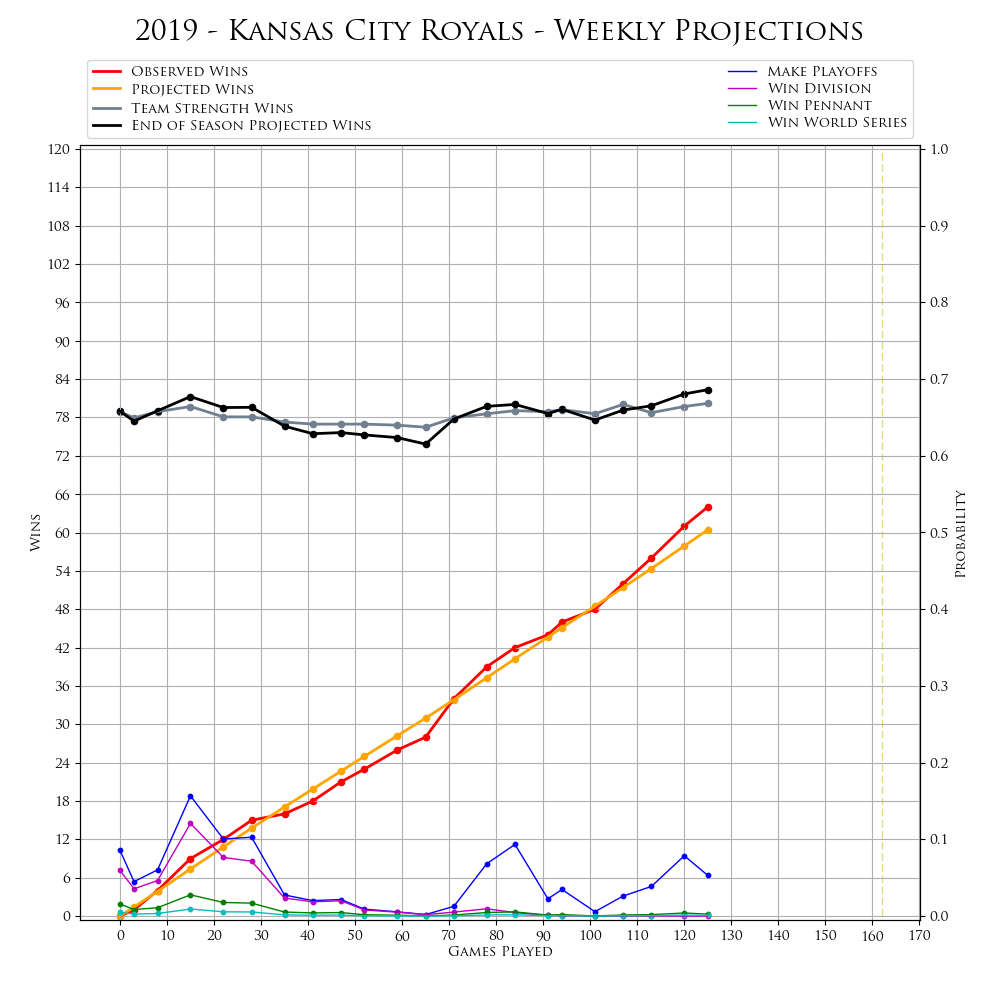 2019 - Kansas City Royals - Weekly Projections
Observed Wins
Projected Wins
Team Strength Wins
End of Season Projected Wins
Make Playoffs
Win Division
Win Pennant
Win World Series
120
114
108
102
96
90
84
78
72
66
60
54
48
42
36
30
24
18
12
6
0
Wins
1.0
0.9
0.8
0.7
0.6
0.5
0.4
0.3
0.2
0.1
0.0
Probability
0 10 20 30 40 50 60 70 80 90 100 110 120 130 140 150 160 170
Games Played